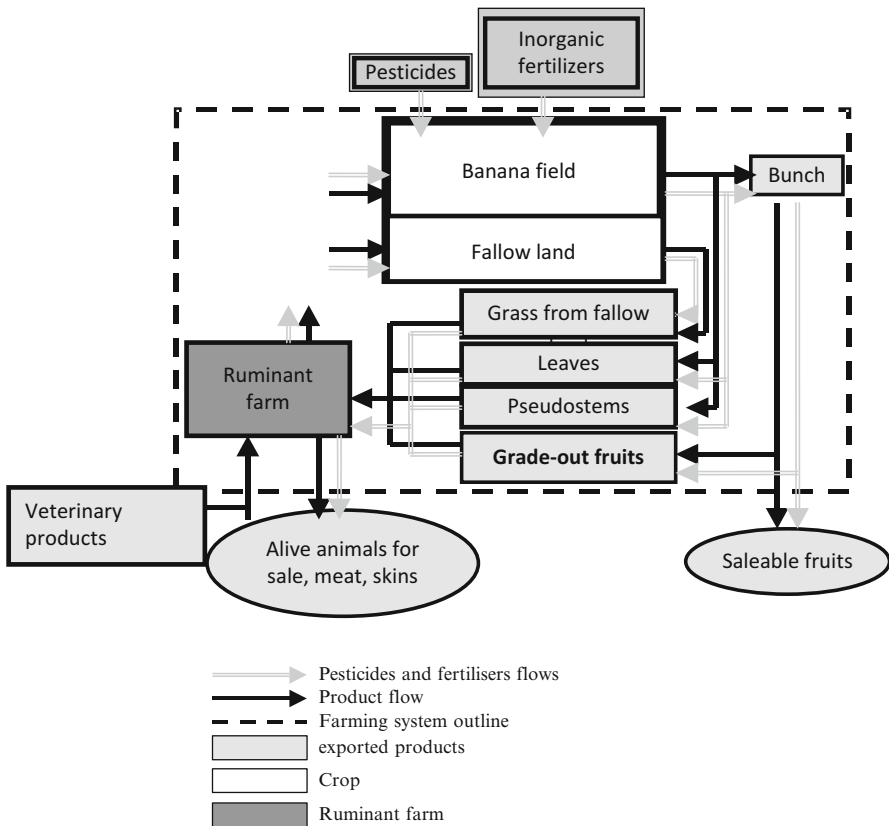 Inorganic
fertilizers
Pesticides
Banana field
Bunch
Fallow land
Grass from fallow
Leaves
Ruminant
farm
Pseudostems
Grade-out fruits
Veterinary
products
Alive animals for
sale, meat, skins
Saleable fruits
Pesticides and fertilisers flows
Product flow
Farming system outline
exported products
Crop
Ruminant farm